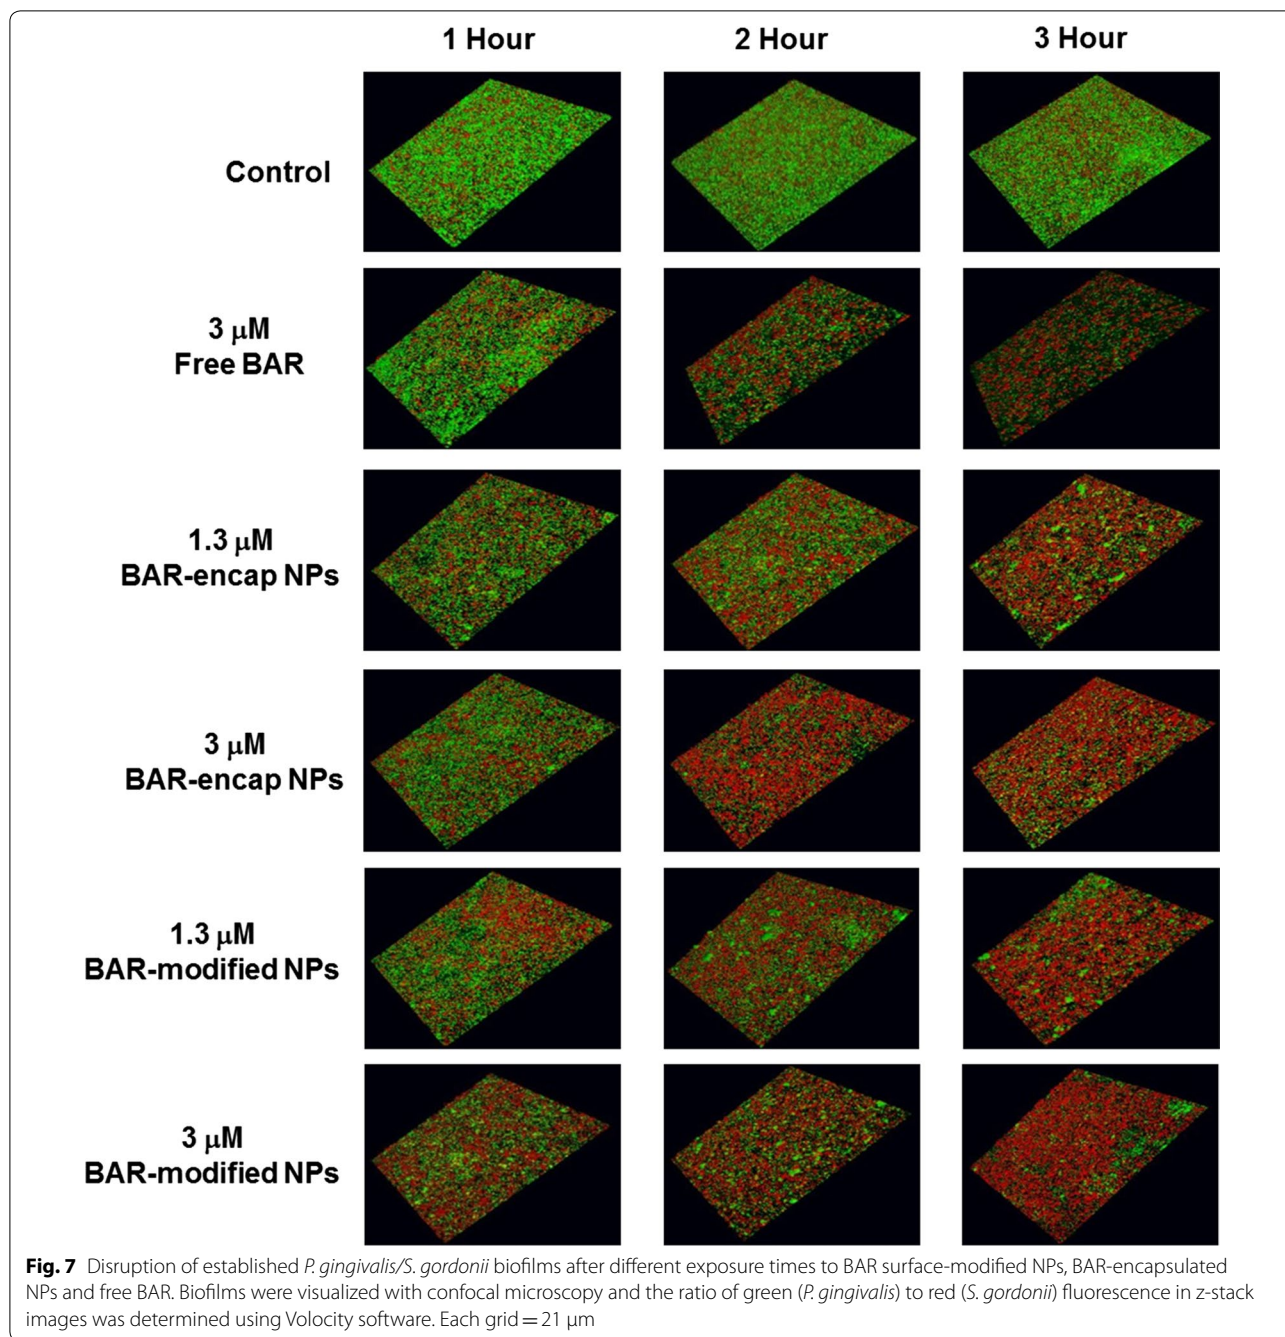 1 Hour 2 Hour 3 Hour
Control
3 μM
Free BAR
1.3 μM
BAR-encap NPs
3 μM
BAR-encap NPs
1.3 μM
BAR-modified NPs
3 μM
BAR-modified NPs
Fig. 7 Disruption of established P. gingivalis/S. gordonii biofilms after different exposure times to BAR surface-modified NPs, BAR-encapsulated
NPs and free BAR. Biofilms were visualized with confocal microscopy and the ratio of green (P. gingivalis) to red (S. gordonii) fluorescence in z-stack
images was determined using Volocity software. Each grid = 21 μm